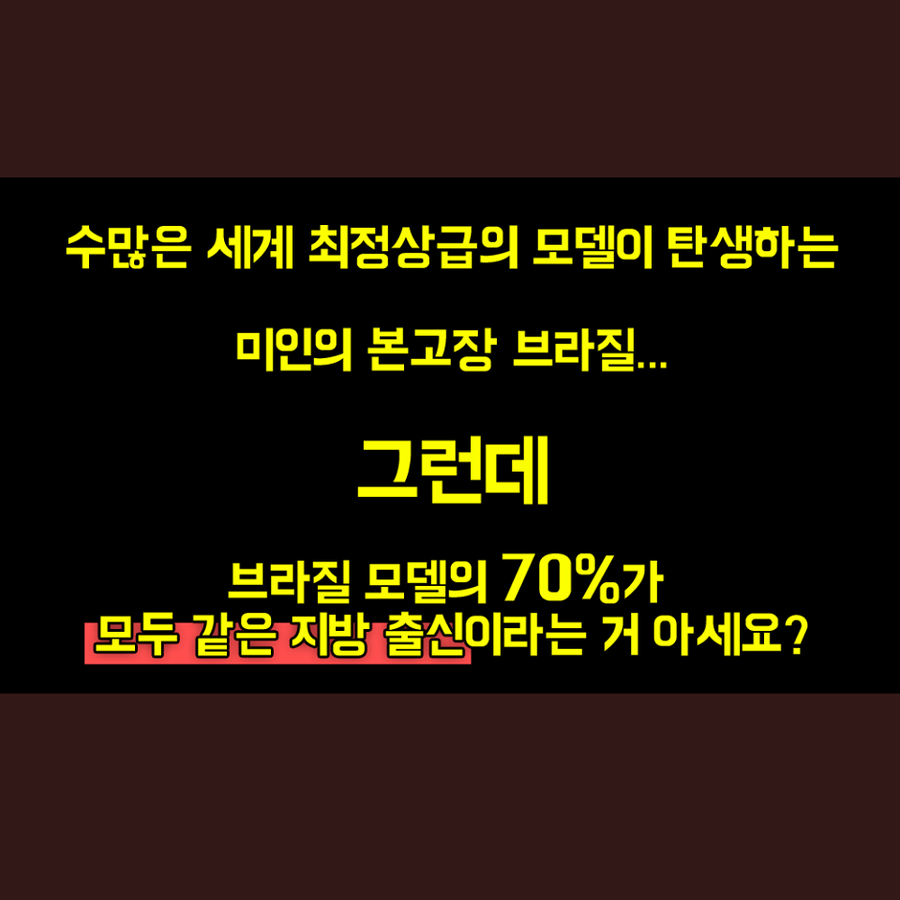 수많은 세계 최정상급의 모델이 탄생하는
미인의 본고장 브라질...
그런데
브라질 모델의 70%가
모두 같은 지방 출신이라는 거 아세요?